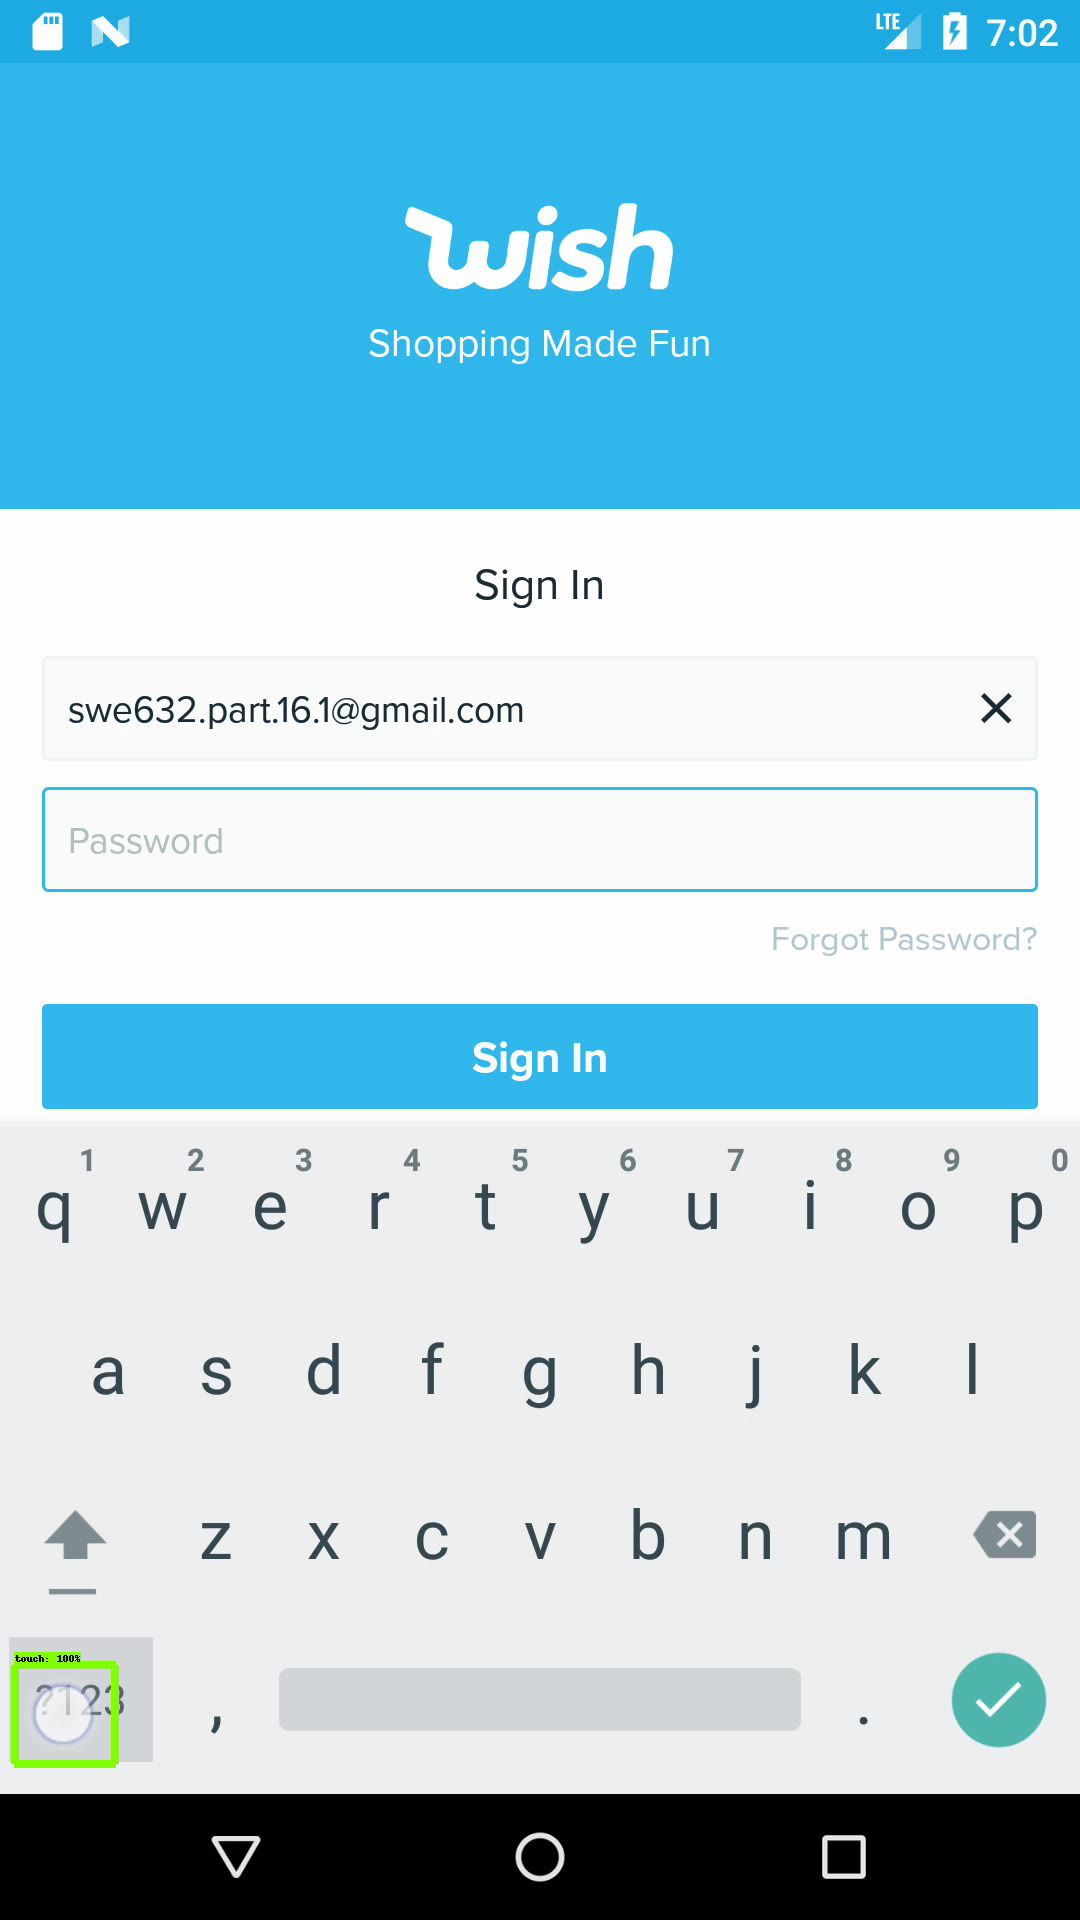 LTE 7:02
wish
Shopping Made Fun
Sign In
swe632.part.16.1@gmail.com
Password
Forgot Password?
Sign In
1 2 3 4 5 6 7 8 9 0
q w e r t y u i o p
a s d f g h j k l
z x c v b n m
touch: 100%
?123 , .